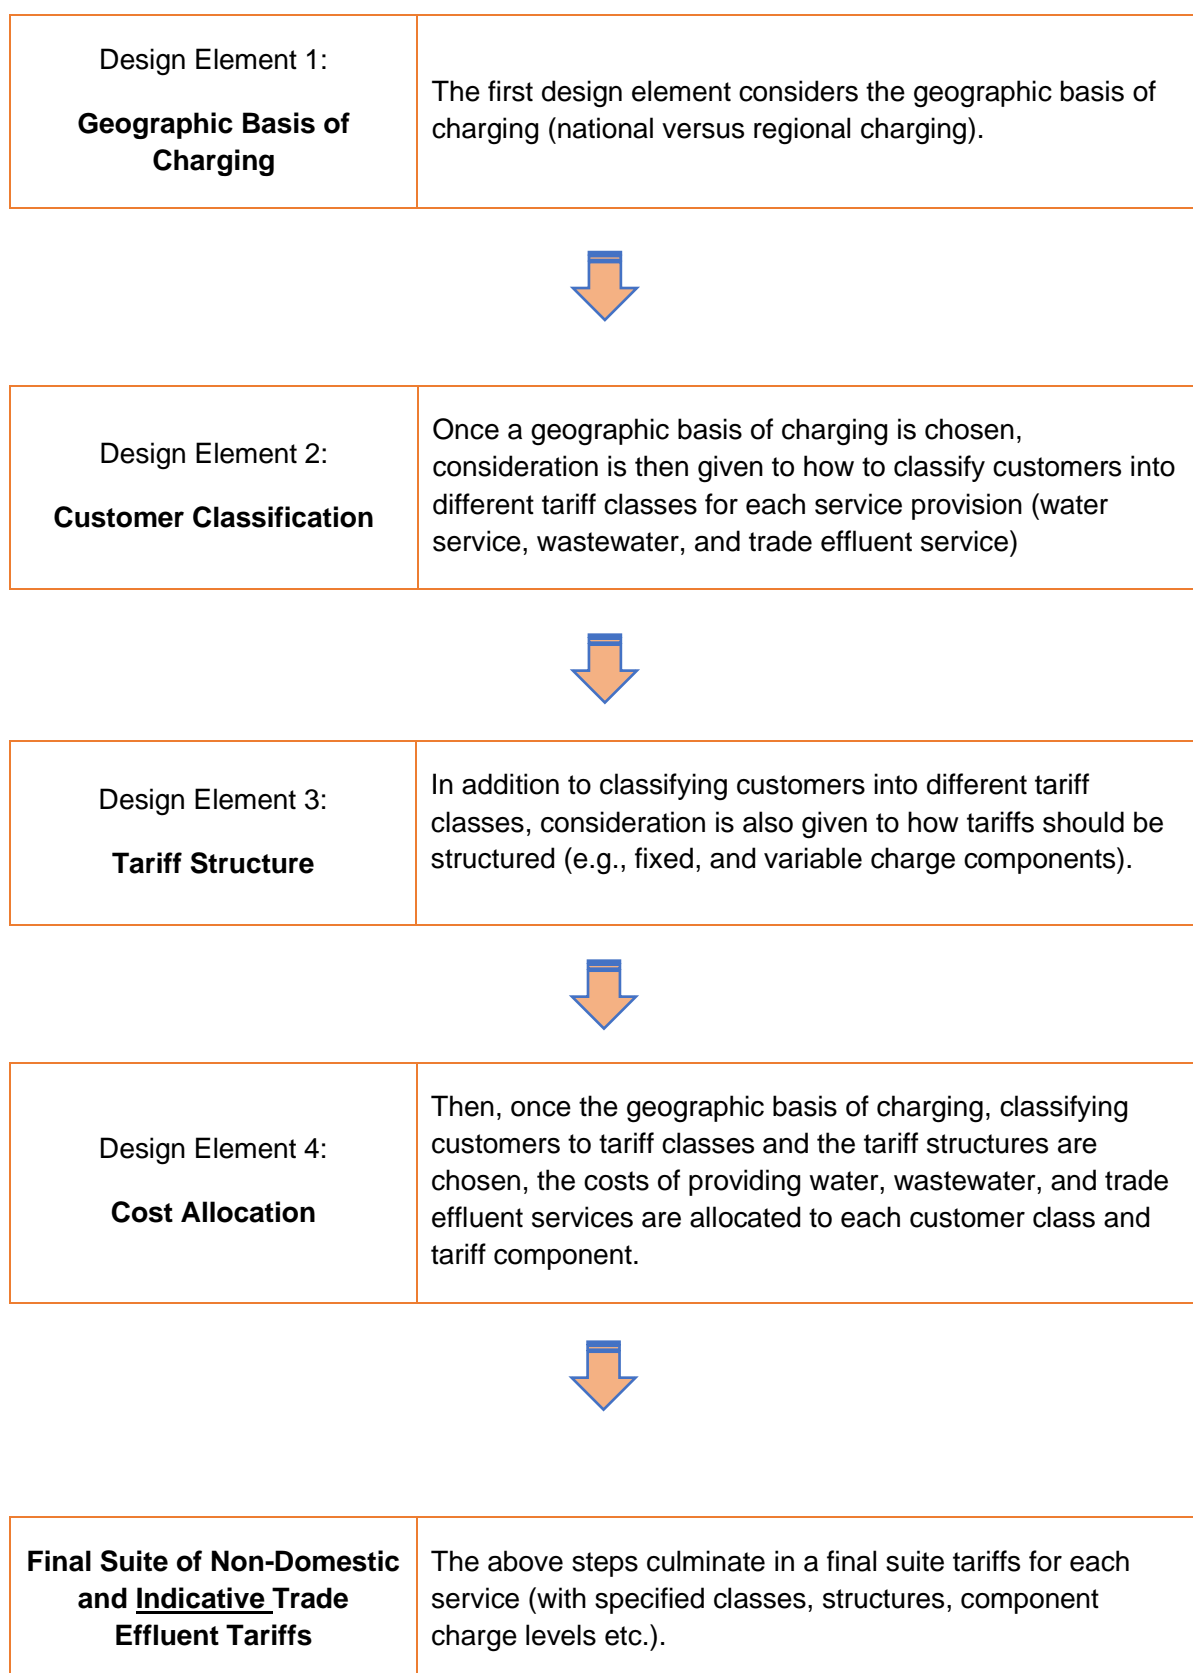 Design Element 1:
Geographic Basis of
Charging
The first design element considers the geographic basis of
charging (national versus regional charging).
Design Element 2:
Customer Classification
Once a geographic basis of charging is chosen,
consideration is then given to how to classify customers into
different tariff classes for each service provision (water
service, wastewater, and trade effluent service)
Design Element 3:
Tariff Structure
In addition to classifying customers into different tariff
classes, consideration is also given to how tariffs should be
structured (e.g., fixed, and variable charge components).
Design Element 4:
Cost Allocation
Then, once the geographic basis of charging, classifying
customers to tariff classes and the tariff structures are
chosen, the costs of providing water, wastewater, and trade
effluent services are allocated to each customer class and
tariff component.
Final Suite of Non-Domestic
and Indicative Trade
Effluent Tariffs
The above steps culminate in a final suite tariffs for each
service (with specified classes, structures, component
charge levels etc.).